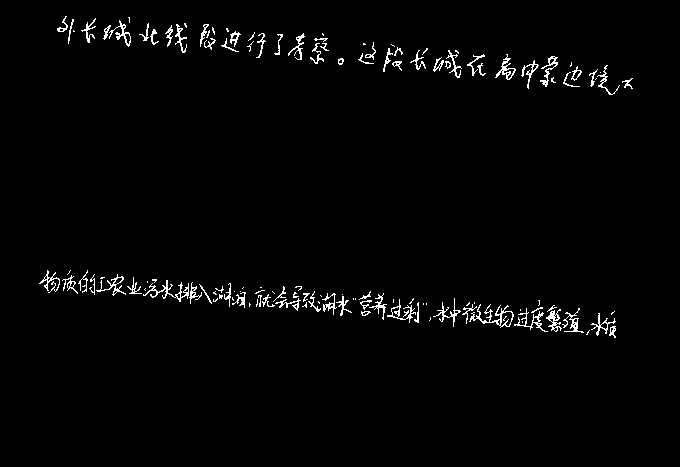 外长城北线段进行了考察。这段长城在离中蒙边境不
物质的工农业污水排入湖泊,就会导致湖水“营养过剩”,水中微生物过度繁殖,水质